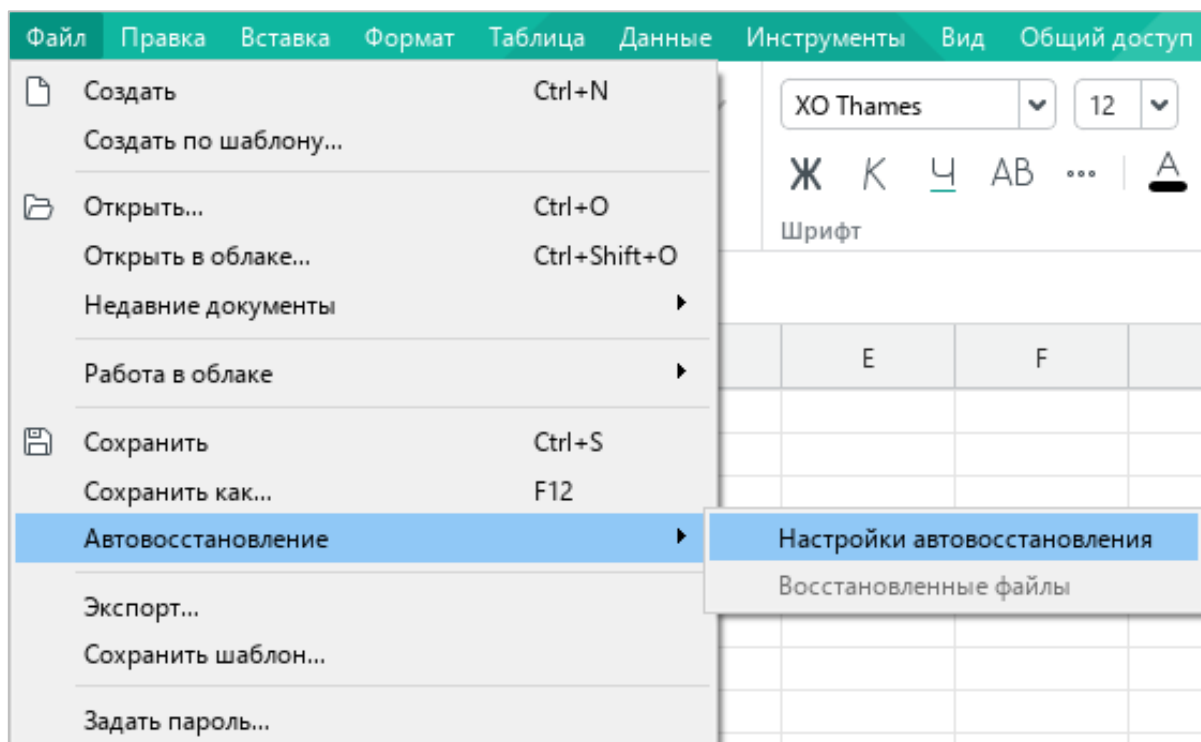 Файл Правка Вставка Формат Таблица Данные Инструменты Вид Общий доступ
Создать Ctrl+N
Создать по шаблону...
Открыть... Ctrl+O
Открыть в облаке... Ctrl+Shift+O
Недавние документы
Работа в облаке
Сохранить Ctrl+S
Сохранить как... F12
Автовосстановление
Экспорт...
Сохранить шаблон...
Задать пароль...
Настройки автовосстановления
Восстановленные файлы
XO Thames 12
Ж К Ч АВ ... А
Шрифт
E F